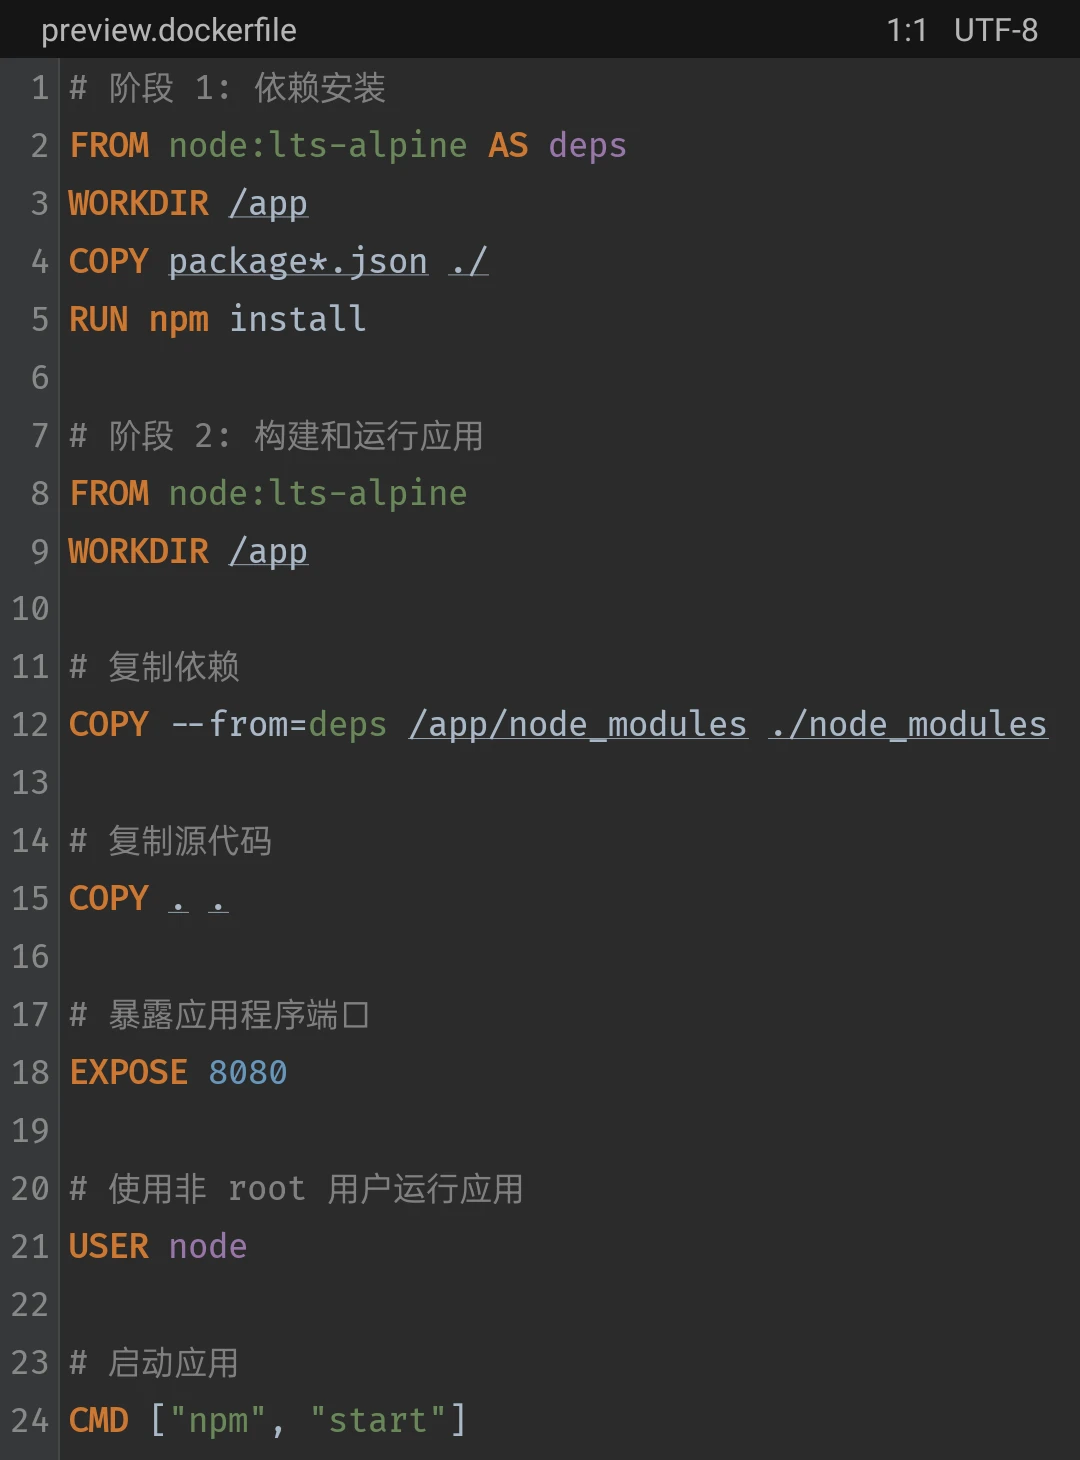 preview.dockerfile 1:1 UTF-8
1 # 阶段 1: 依赖安装
2 FROM node:lts-alpine AS deps
3 WORKDIR /app
4 COPY package*.json ./
5 RUN npm install
6
7 # 阶段 2: 构建和运行应用
8 FROM node:lts-alpine
9 WORKDIR /app
10
11 # 复制依赖
12 COPY --from=deps /app/node_modules ./node_modules
13
14 # 复制源代码
15 COPY . .
16
17 # 暴露应用程序端口
18 EXPOSE 8080
19
20 # 使用非 root 用户运行应用
21 USER node
22
23 # 启动应用
24 CMD ["npm", "start"]